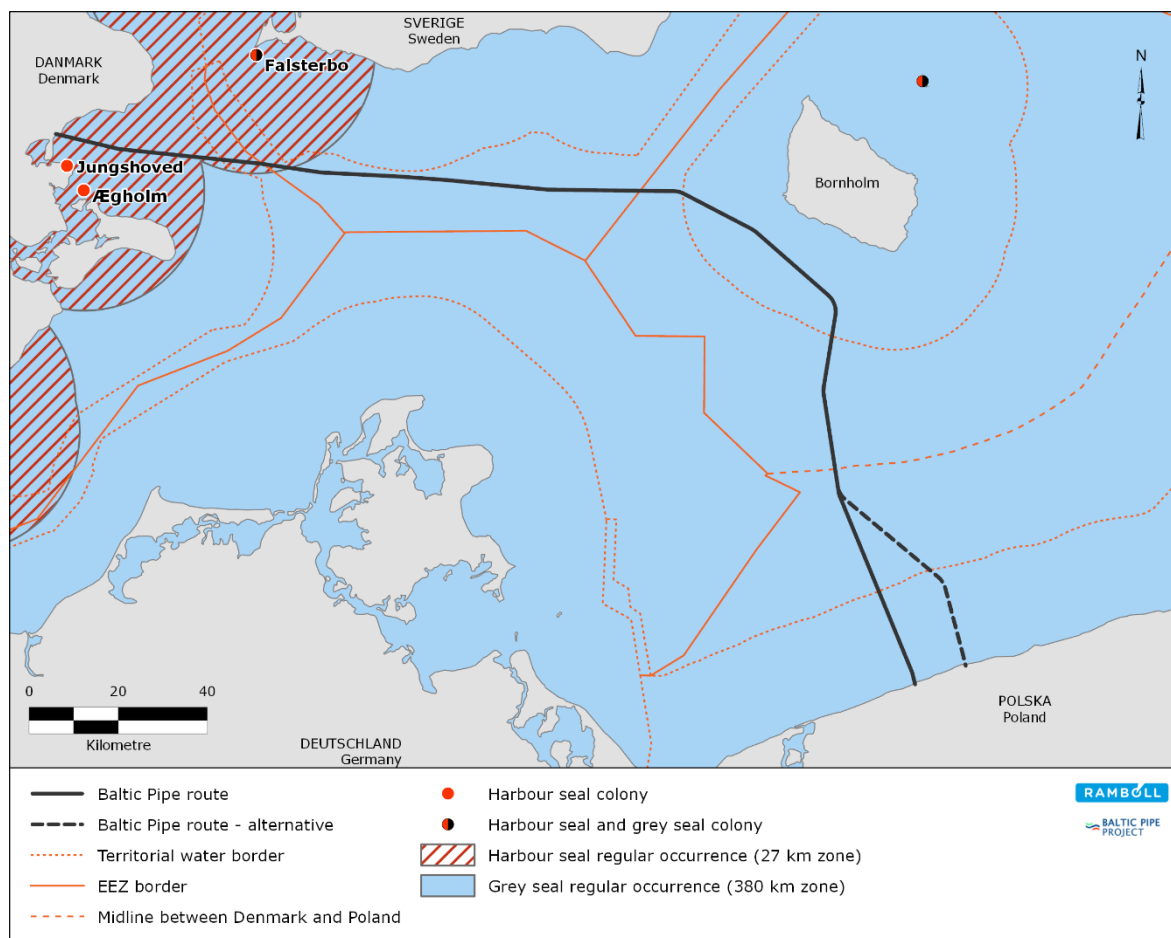 SVERIGE
Sweden
DANMARK
Denmark
Falsterbo
N
Jungshoved
Ægholm
Bornholm
0 20 40
Kilometre
DEUTSCHLAND
Germany
POLSKA
Poland
Baltic Pipe route
Baltic Pipe route - alternative
Territorial water border
EEZ border
Midline between Denmark and Poland
Harbour seal colony
Harbour seal and grey seal colony
Harbour seal regular occurrence (27 km zone)
Grey seal regular occurrence (380 km zone)
RAMBOLL
BALTIC PIPE
PROJECT